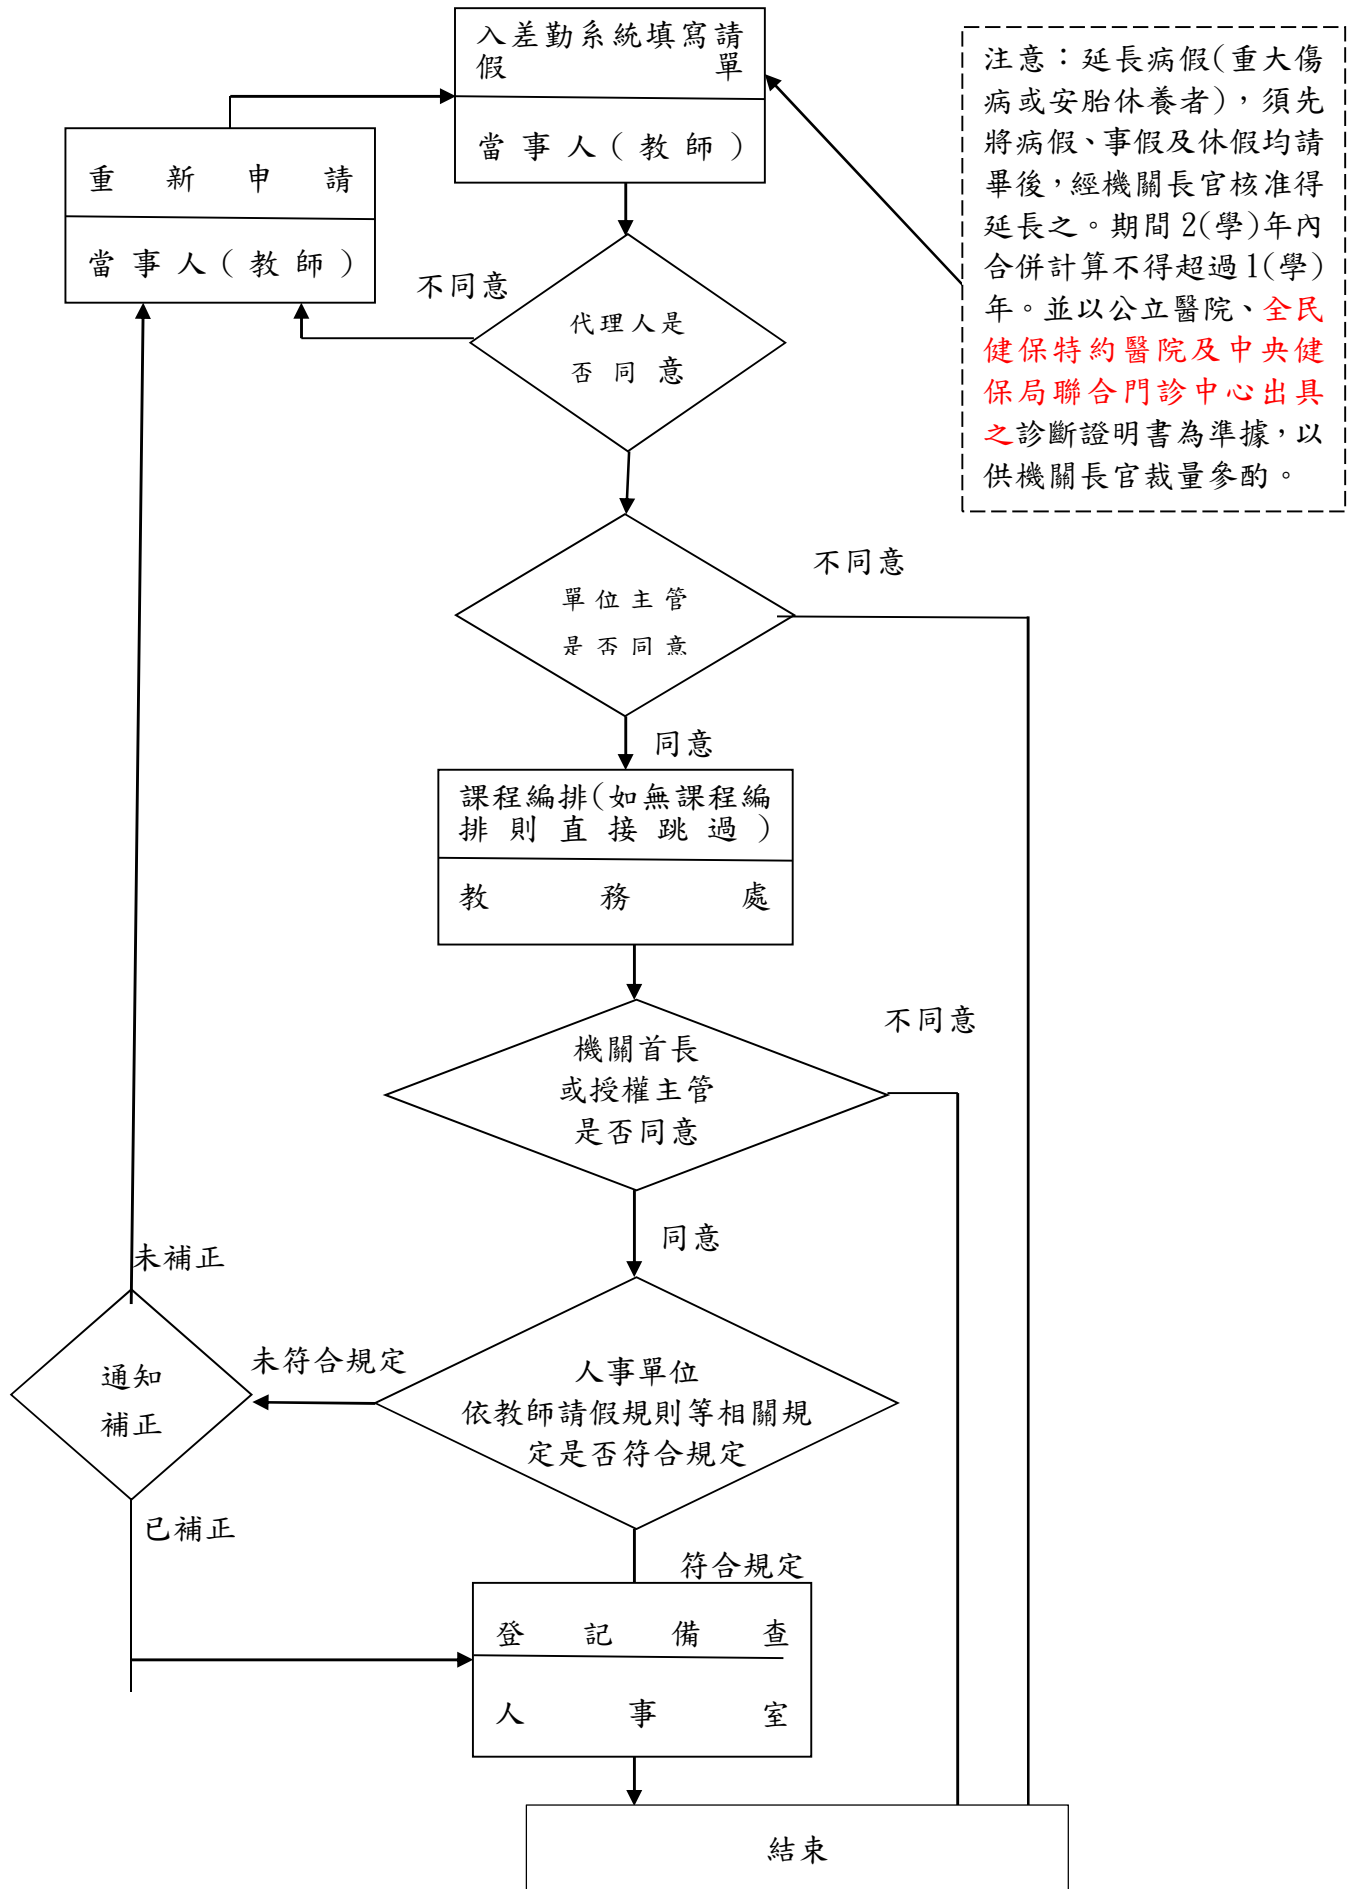 入差勤系統填寫請
假單
當事人(教師)
注意：延長病假(重大傷
病或安胎休養者)，須先
將病假、事假及休假均請
畢後，經機關長官核准得
延長之。期間2(學)年內
合併計算不得超過1(學)
年。並以公立醫院、全民
健保特約醫院及中央健
保局聯合門診中心出具
之診斷證明書為準據，以
供機關長官裁量參酌。
重新申請
當事人(教師)
不同意
代理人是
否同意
不同意
單位主管
是否同意
同意
課程編排(如無課程編
排則直接跳過)
教務處
不同意
機關首長
或授權主管
是否同意
同意
未補正
通知
補正
未符合規定
人事單位
依教師請假規則等相關規
定是否符合規定
已補正
符合規定
登記備查
人事室
結束